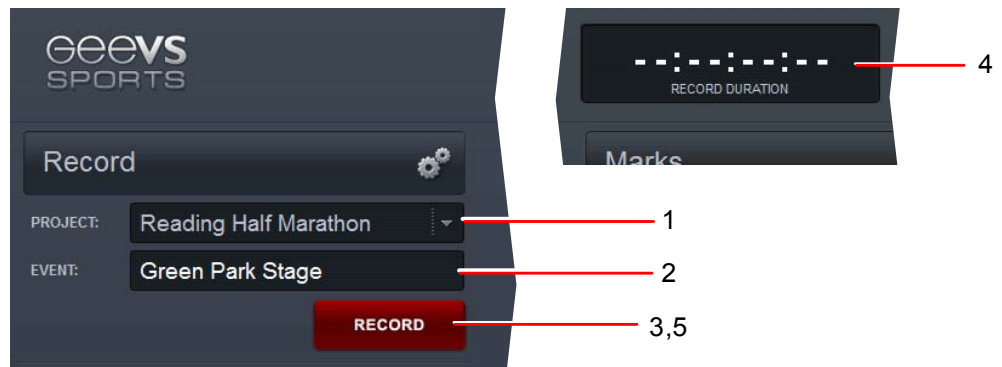 GEEVS
SPORTS
Record
PROJECT: Reading Half Marathon
EVENT: Green Park Stage
RECORD
--:--:--:--
RECORD DURATION
Marks
1
2
3,5
4